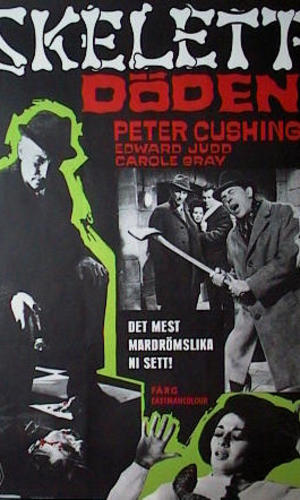 SKELETT
DÖDEN
PETER CUSHING
EDWARD JUDD
CAROLE GRAY
DET MEST
MARDRÖMSLIKA
NI SETT!
FÄRG
EASTMANCOLOUR